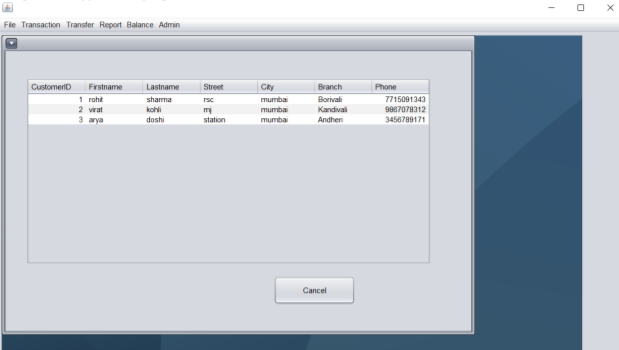 File Transaction Transfer Report Balance Admin
CustomerID Firstname Lastname Street City Branch Phone
1 rohit sharma rsc mumbai Borivali 7715091343
2 virat kohli mj mumbai Kandivali 9867078312
3 arya doshi station mumbai Andheri 3456789171
Cancel